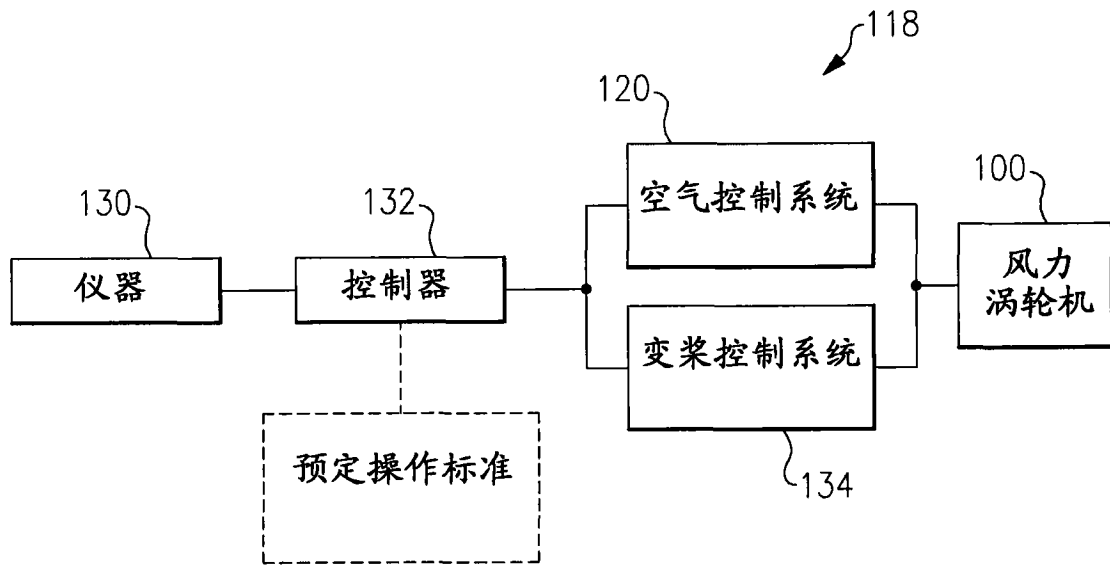 118
120
空气控制系统
100
130
132
仪器
控制器
风力
涡轮机
变桨控制系统
预定操作标准
134